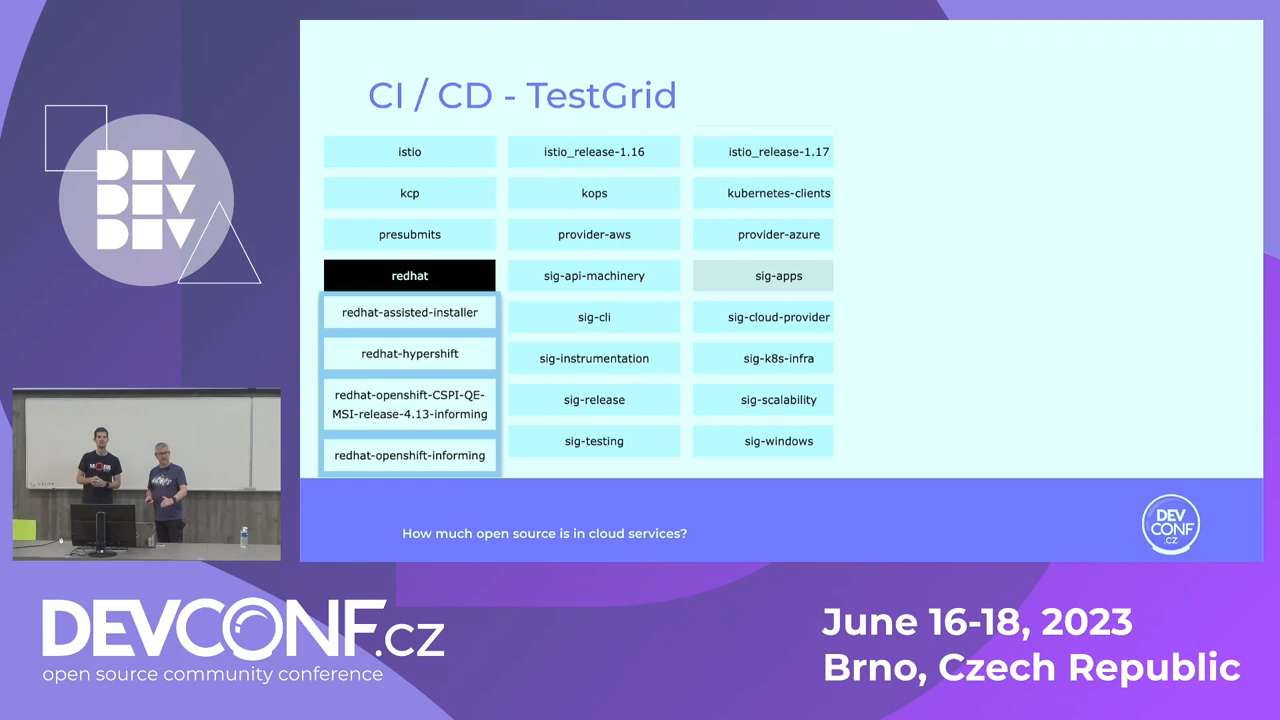 CI / CD - TestGrid
istio
istio_release-1.16
istio_release-1.17
kcp
kops
kubernetes-clients
presubmits
provider-aws
provider-azure
redhat
sig-api-machinery
sig-apps
redhat-assisted-installer
sig-cli
sig-cloud-provider
redhat-hypershift
sig-instrumentation
sig-k8s-infra
redhat-openshift-CSPI-QE-
MSI-release-4.13-informing
sig-release
sig-scalability
redhat-openshift-informing
sig-testing
sig-windows
How much open source is in cloud services?
DEV
CONF
.CZ
DEV
DEV
DEV
DEVCONF.cz
open source community conference
June 16-18, 2023
Brno, Czech Republic